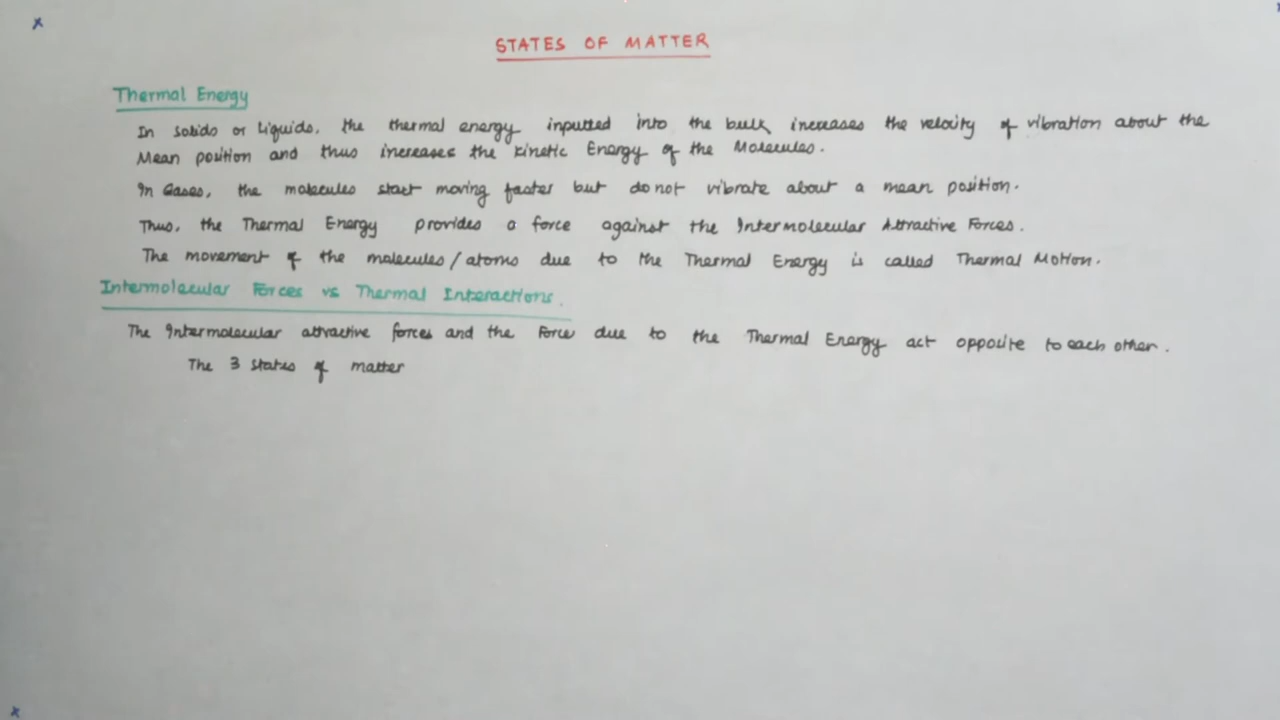 STATES OF MATTER
Thermal Energy
In Solids or Liquids, the thermal energy inputted into the bulk increases the velocity of vibration about the
Mean position and thus increases the Kinetic Energy of the Molecules.
In Gases, the molecules start moving faster but do not vibrate about a mean position.
Thus, the Thermal Energy provides a force against the Intermolecular Attractive Forces.
The movement of the molecules/atoms due to the Thermal Energy is called Thermal Motion.
Intermolecular Forces vs Thermal Interactions.
The Intermolecular attractive forces and the Force due to the Thermal Energy act opposite to each other.
The 3 states of matter